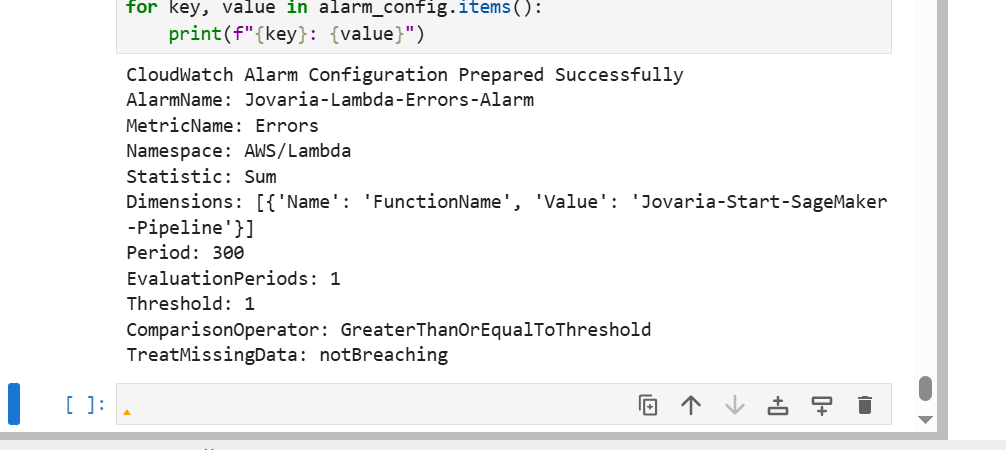 for key, value in alarm_config.items():
print(f"{key}: {value}")
CloudWatch Alarm Configuration Prepared Successfully
AlarmName: Jovaria-Lambda-Errors-Alarm
MetricName: Errors
Namespace: AWS/Lambda
Statistic: Sum
Dimensions: [{'Name': 'FunctionName', 'Value': 'Jovaria-Start-SageMaker
-Pipeline'}]
Period: 300
EvaluationPeriods: 1
Threshold: 1
ComparisonOperator: GreaterThanOrEqualToThreshold
TreatMissingData: notBreaching
[ ]: